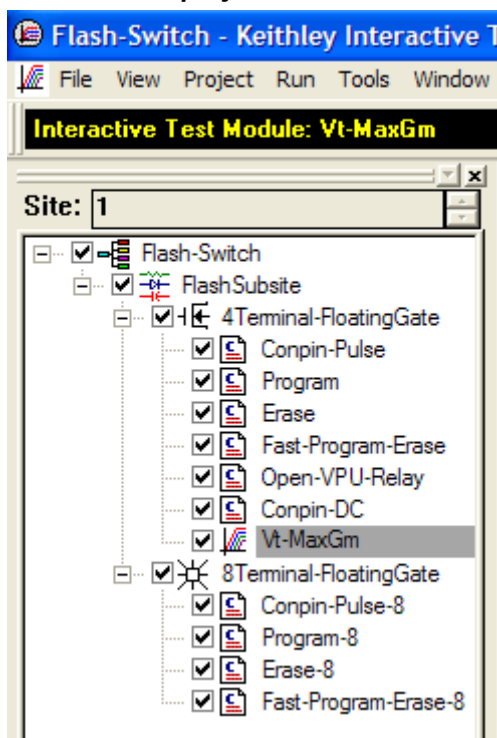 Flash-Switch - Keithley Interactive
File View Project Run Tools Window
Interactive Test Module: Vt-MaxGm
Site: 1
Flash-Switch
FlashSubsite
4Terminal-FloatingGate
Conpin-Pulse
Program
Erase
Fast-Program-Erase
Open-VPU-Relay
Conpin-DC
Vt-MaxGm
8Terminal-FloatingGate
Conpin-Pulse-8
Program-8
Erase-8
Fast-Program-Erase-8